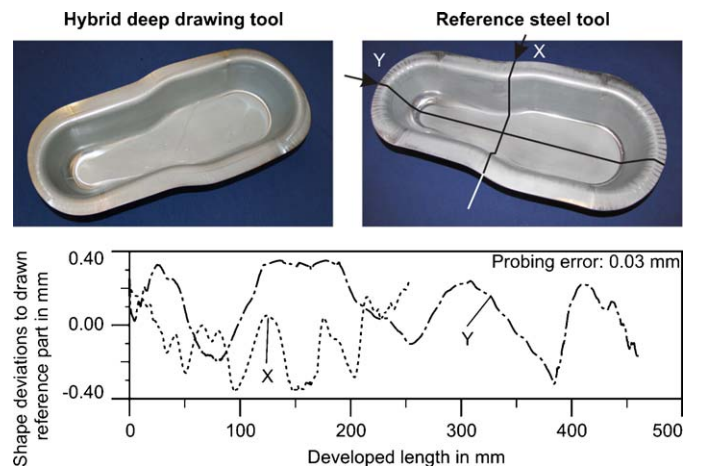 Hybrid deep drawing tool
Reference steel tool
Y
X
Shape deviations to drawn
reference part in mm
0.40
0.00
-0.40
Probing error: 0.03 mm
X
Y
0
100
200
300
400
500
Developed length in mm